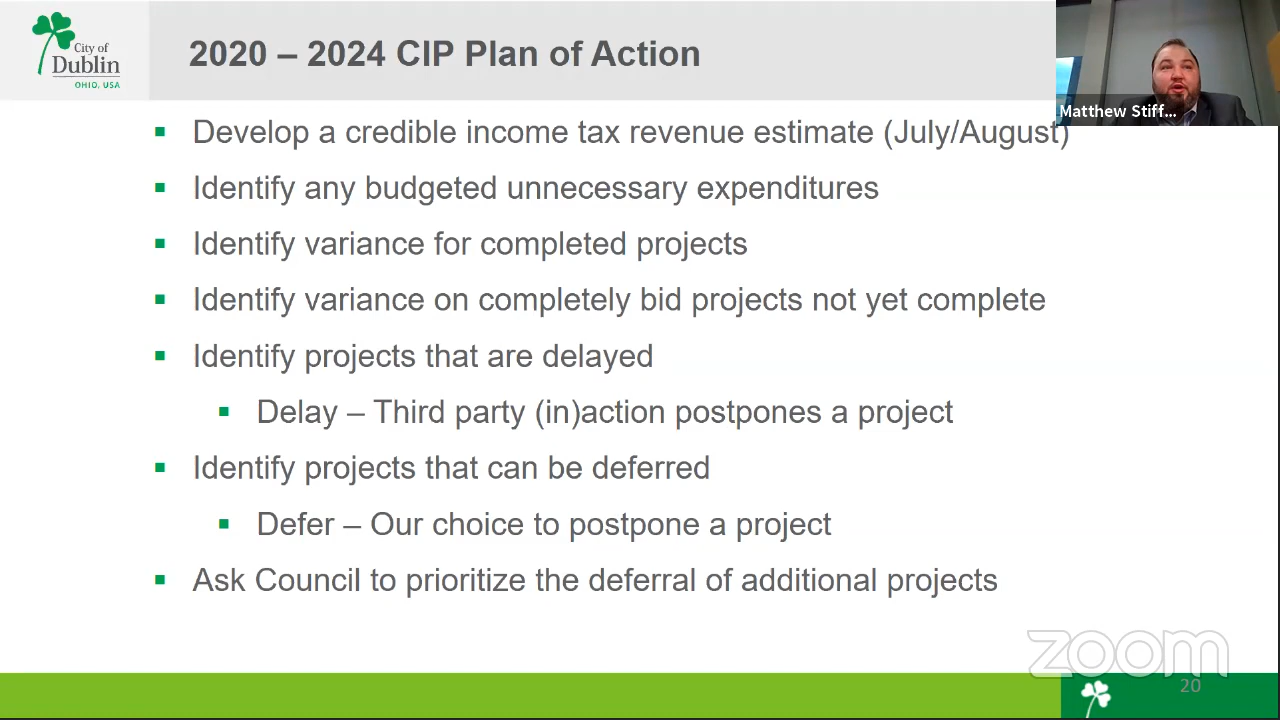 City of
Dublin
OHIO, USA
2020 – 2024 CIP Plan of Action
Matthew Stiff...
▪ Develop a credible income tax revenue estimate (July/August)
▪ Identify any budgeted unnecessary expenditures
▪ Identify variance for completed projects
▪ Identify variance on completely bid projects not yet complete
▪ Identify projects that are delayed
▪ Delay – Third party (in)action postpones a project
▪ Identify projects that can be deferred
▪ Defer – Our choice to postpone a project
▪ Ask Council to prioritize the deferral of additional projects
zoom
20